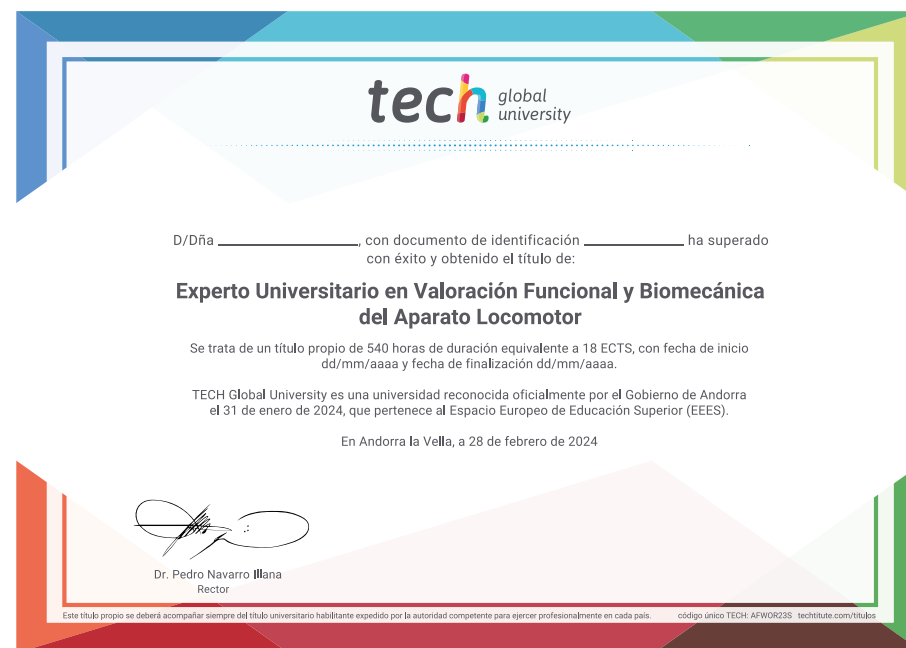 tech global university
D/Dña ____________________, con documento de identificación ______________ ha superado
con éxito y obtenido el título de:
Experto Universitario en Valoración Funcional y Biomecánica
del Aparato Locomotor
Se trata de un título propio de 540 horas de duración equivalente a 18 ECTS, con fecha de inicio
dd/mm/aaaa y fecha de finalización dd/mm/aaaa.
TECH Global University es una universidad reconocida oficialmente por el Gobierno de Andorra
el 31 de enero de 2024, que pertenece al Espacio Europeo de Educación Superior (EEES).
En Andorra la Vella, a 28 de febrero de 2024
Dr. Pedro Navarro Illana
Rector
Este título propio se deberá acompañar siempre del título universitario habilitante expedido por la autoridad competente para ejercer profesionalmente en cada país. código único TECH: AFWOR23S techtitute.com/titulos